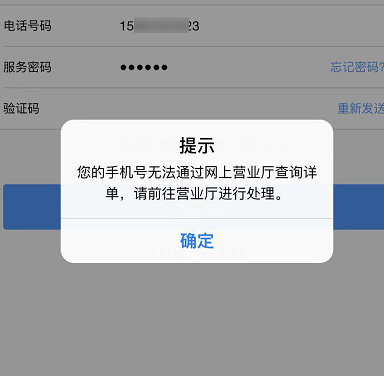 电话号码 15 23
服务密码 ●●●●●● 忘记密码?
验证码 重新发送
提示
您的手机号无法通过网上营业厅查询详
单，请前往营业厅进行处理。
确定